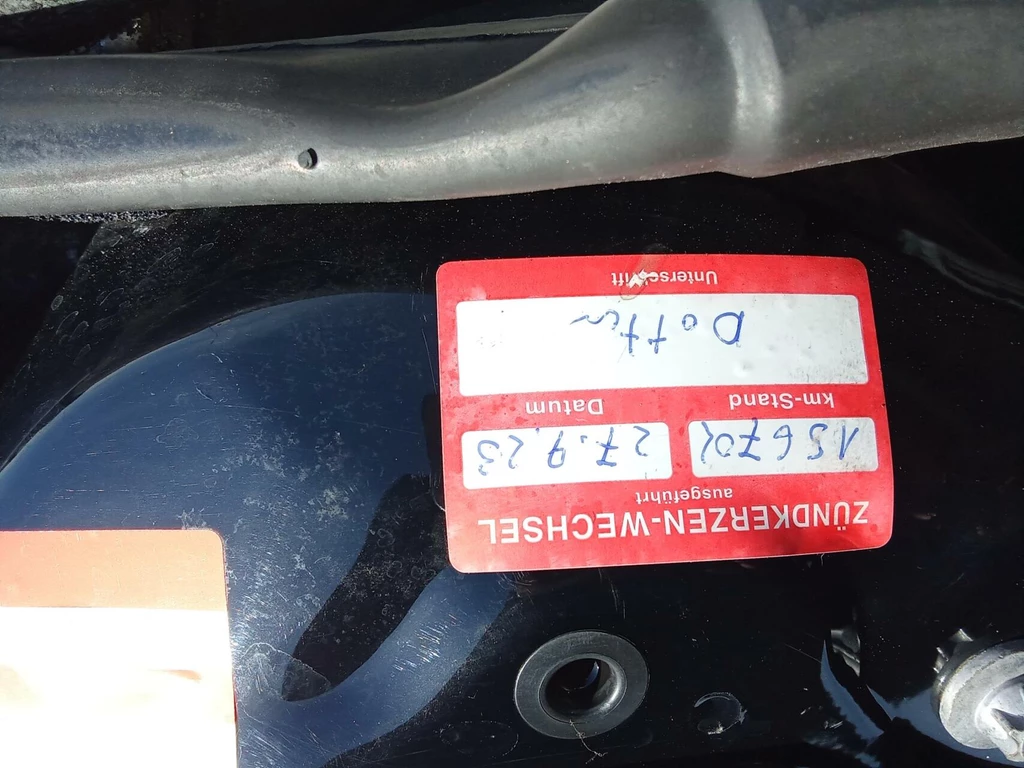 ZÜNDKERZEN-WECHSEL
ausgeführt
27.9.23
km-Stand Datum
Unterschrift